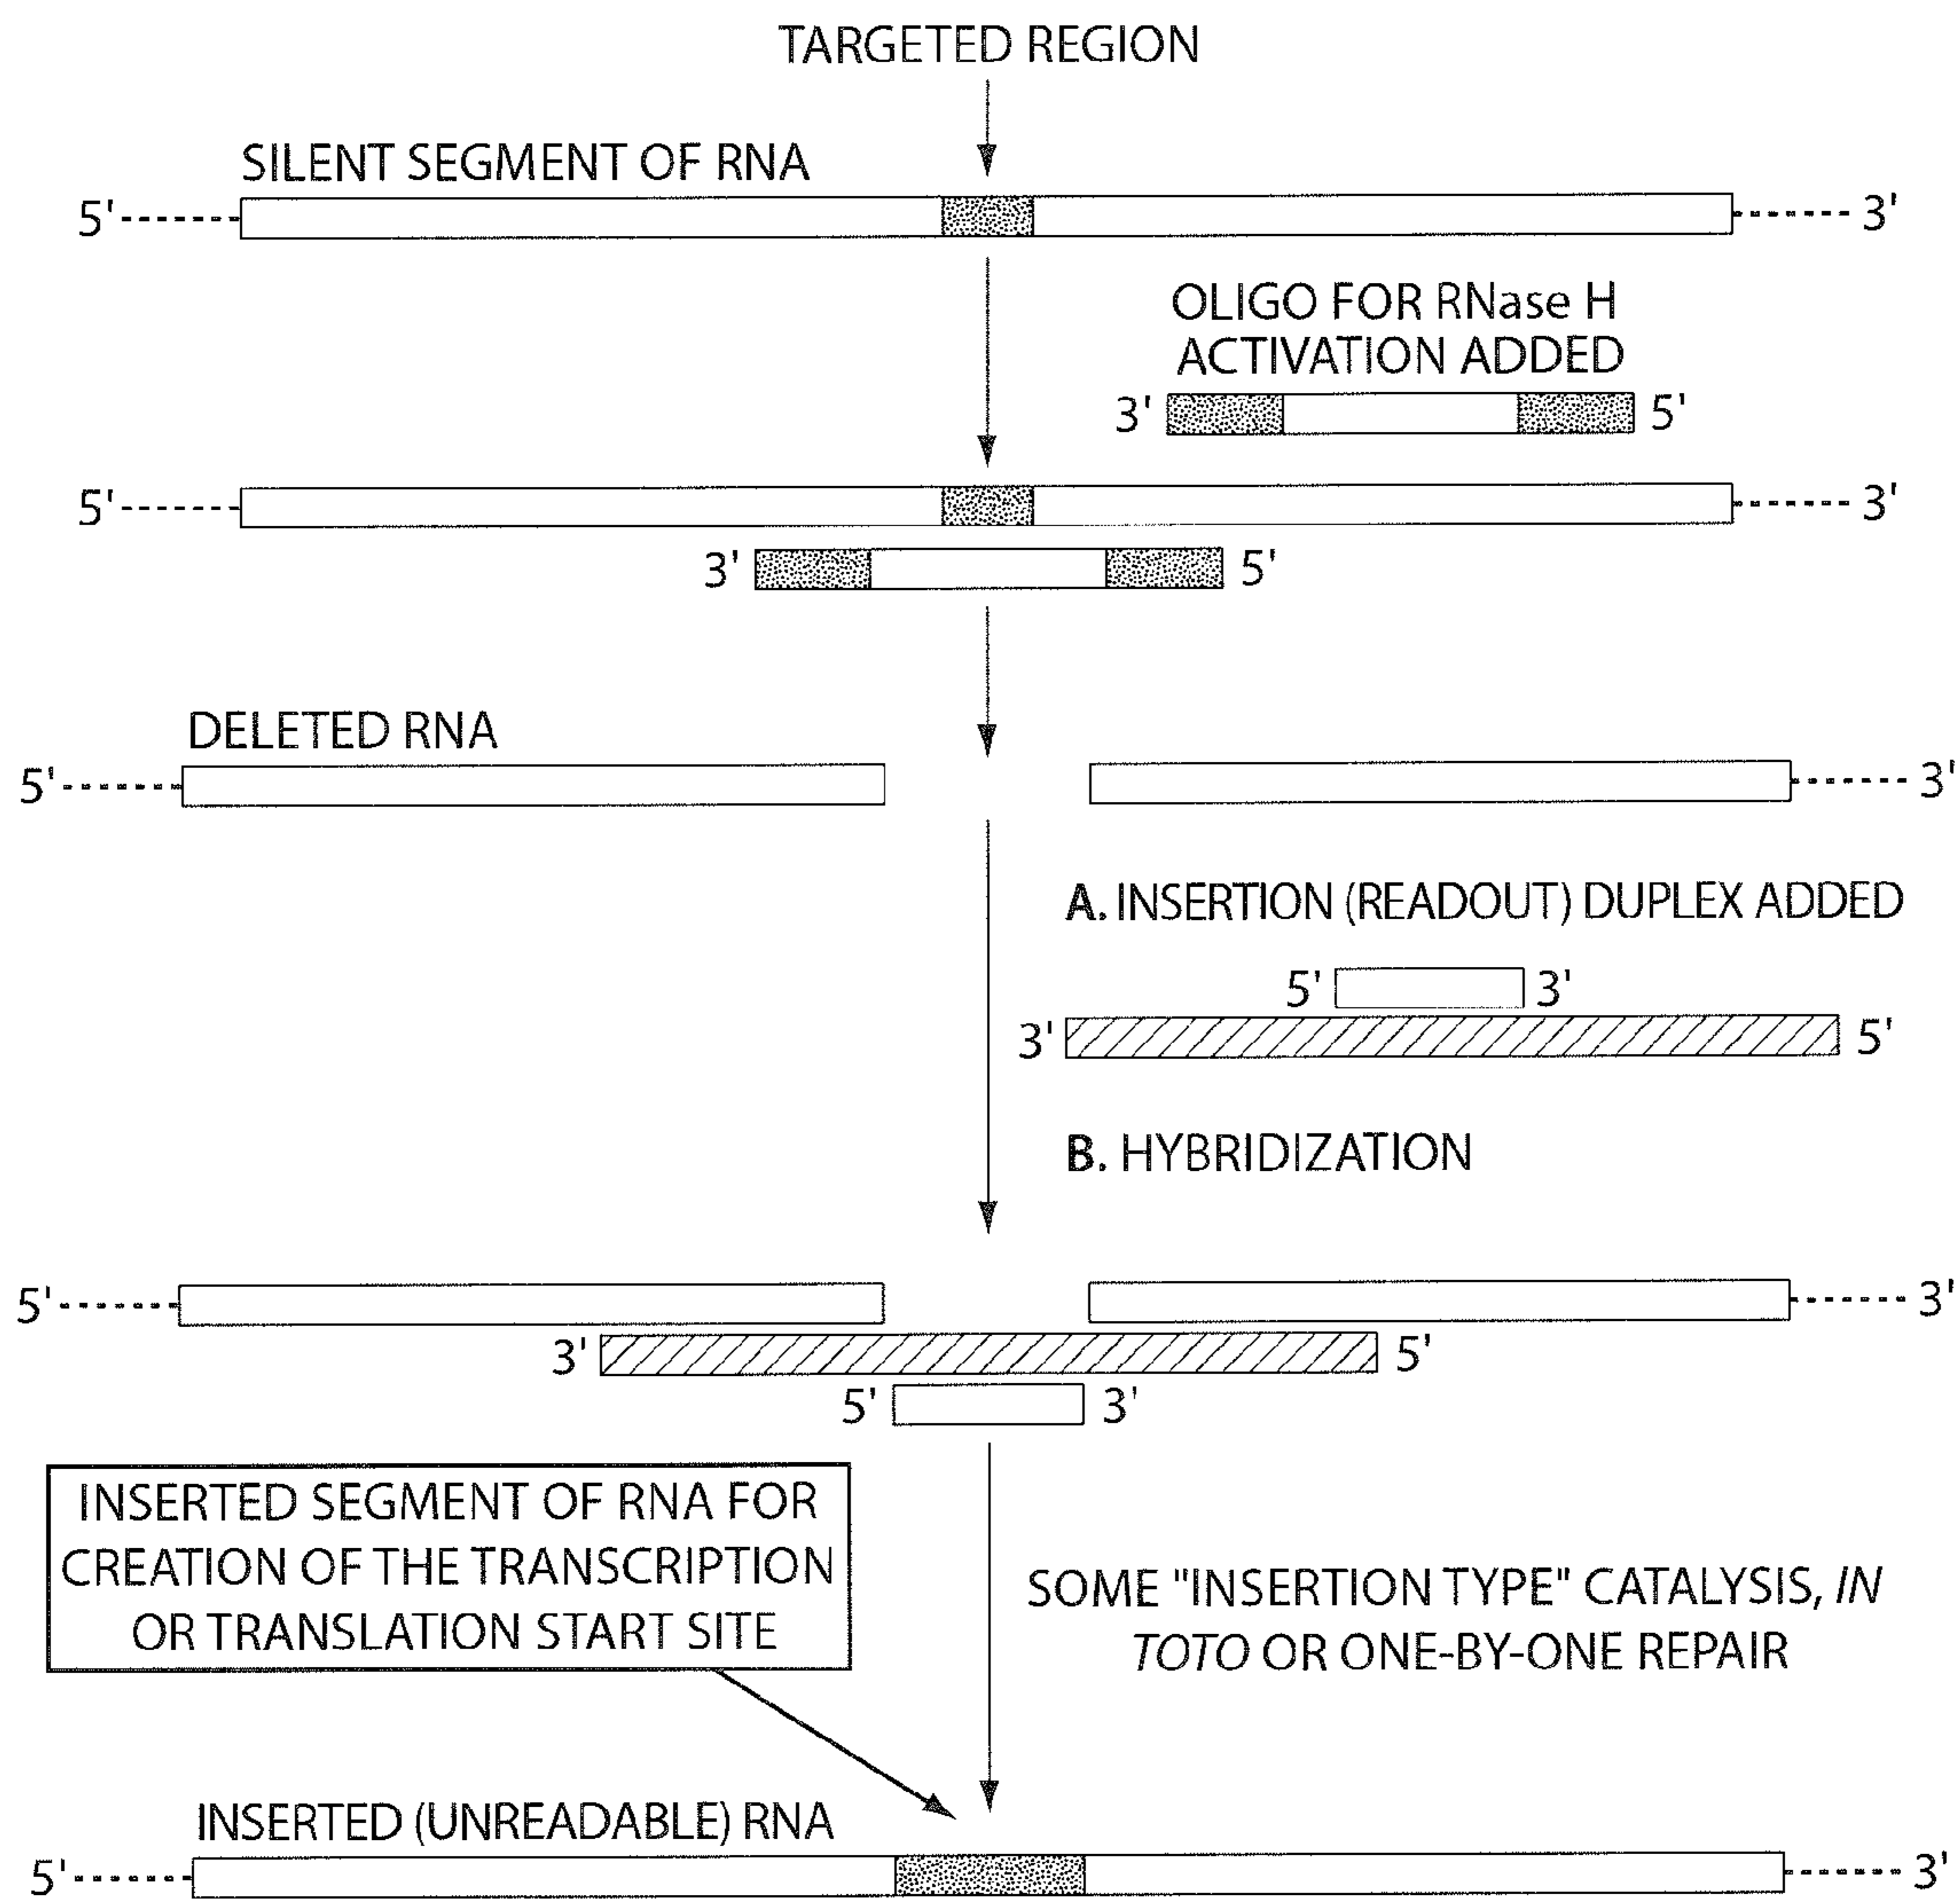 TARGETED REGION
SILENT SEGMENT OF RNA
5' 3'
OLIGO FOR RNase H
ACTIVATION ADDED
3' 5'
5' 3'
3' 5'
DELETED RNA
5' 3'
A. INSERTION (READOUT) DUPLEX ADDED
5' 3'
3' 5'
B. HYBRIDIZATION
5' 3'
3' 5'
5' 3'
INSERTED SEGMENT OF RNA FOR
CREATION OF THE TRANSCRIPTION
OR TRANSLATION START SITE
SOME "INSERTION TYPE" CATALYSIS, IN
TOTO OR ONE-BY-ONE REPAIR
INSERTED (UNREADABLE) RNA
5' 3'